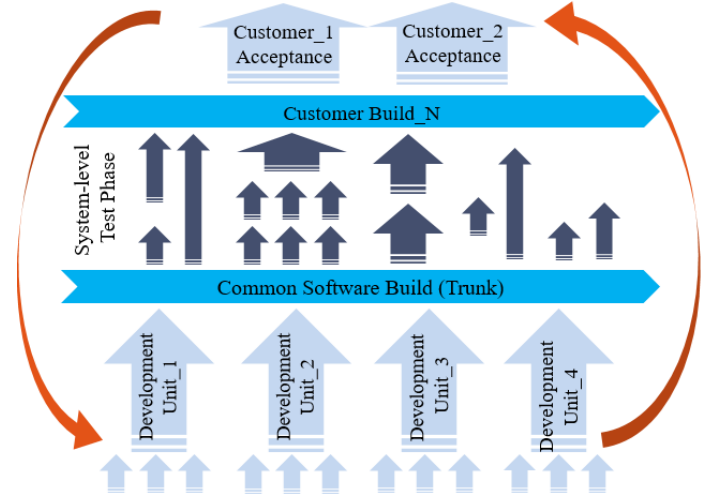 Customer_1
Acceptance
Customer_2
Acceptance
Customer Build_N
System-level
Test Phase
Common Software Build (Trunk)
Development
Unit_1
Development
Unit_2
Development
Unit_3
Development
Unit_4